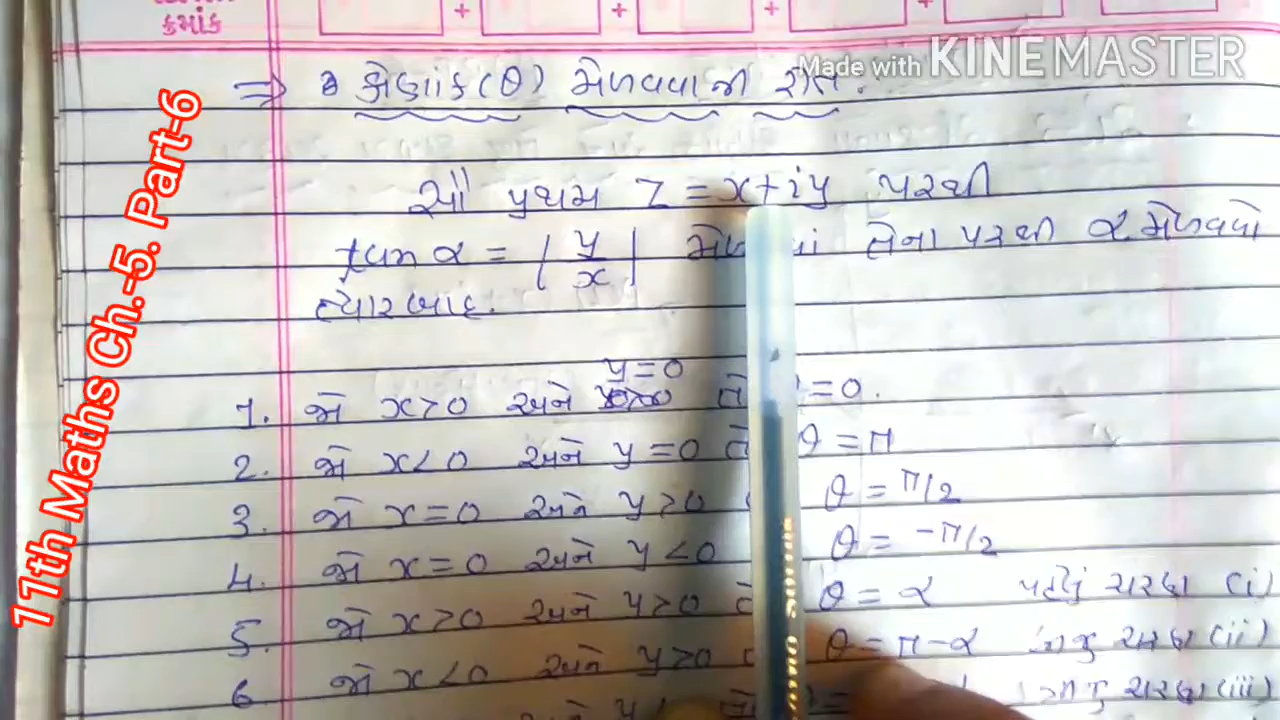 ક્રમાંક + + + + +
Made with KINEMASTER
⇒ કોણાંક (θ) મેળવવાની રીત.
સૌ પ્રથમ z = x+iy પરથી
tan α = | y/x | તેના પરથી α મેળવવો
ત્યારબાદ.
y=0
1. જો x>0 અને = 0.
2. જો x<0 અને y=0 તો θ = π
3. જો x=0 અને y>0 θ = π/2
4. જો x=0 અને y<0 θ = -π/2
5. જો x>0 અને y>0 તો θ = α પહેલું ચરણ (i)
6. જો x<0 અને y>0 θ = π-α ચરણ (ii)
ચરણ (iii)
11th Maths Ch.-5. Part-6